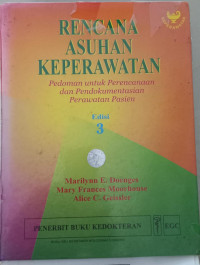 RENCANA
ASUHAN
KEPERAWATAN
Pedoman untuk Perencanaan
dan Pendokumentasian
Perawatan Pasien
Edisi
3
Marilynn E. Doenges
Mary Frances Moorhouse
Alice C. Geissler
PENERBIT BUKU KEDOKTERAN
EGC